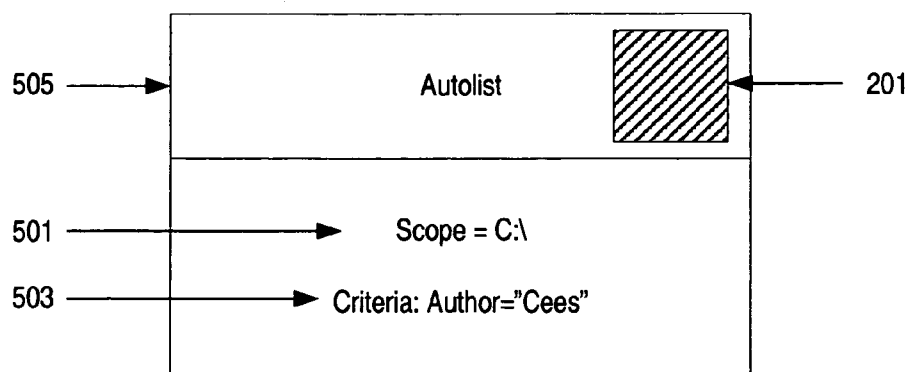 505 Autolist 201
501 Scope = C:\
503 Criteria: Author=”Cees”